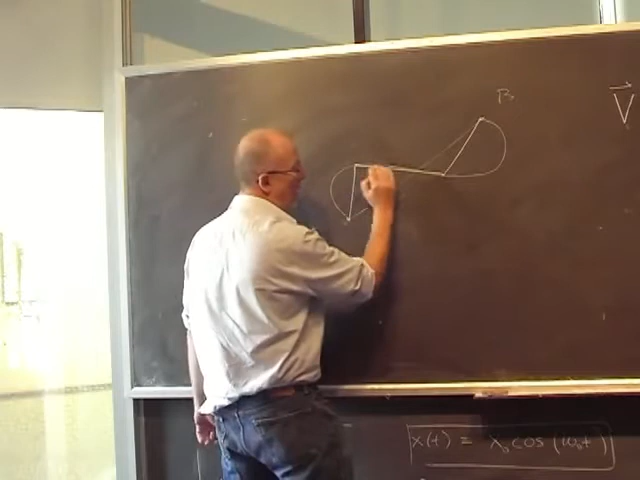 B
V⃗
x(t) = x₀ cos (ω₀t)